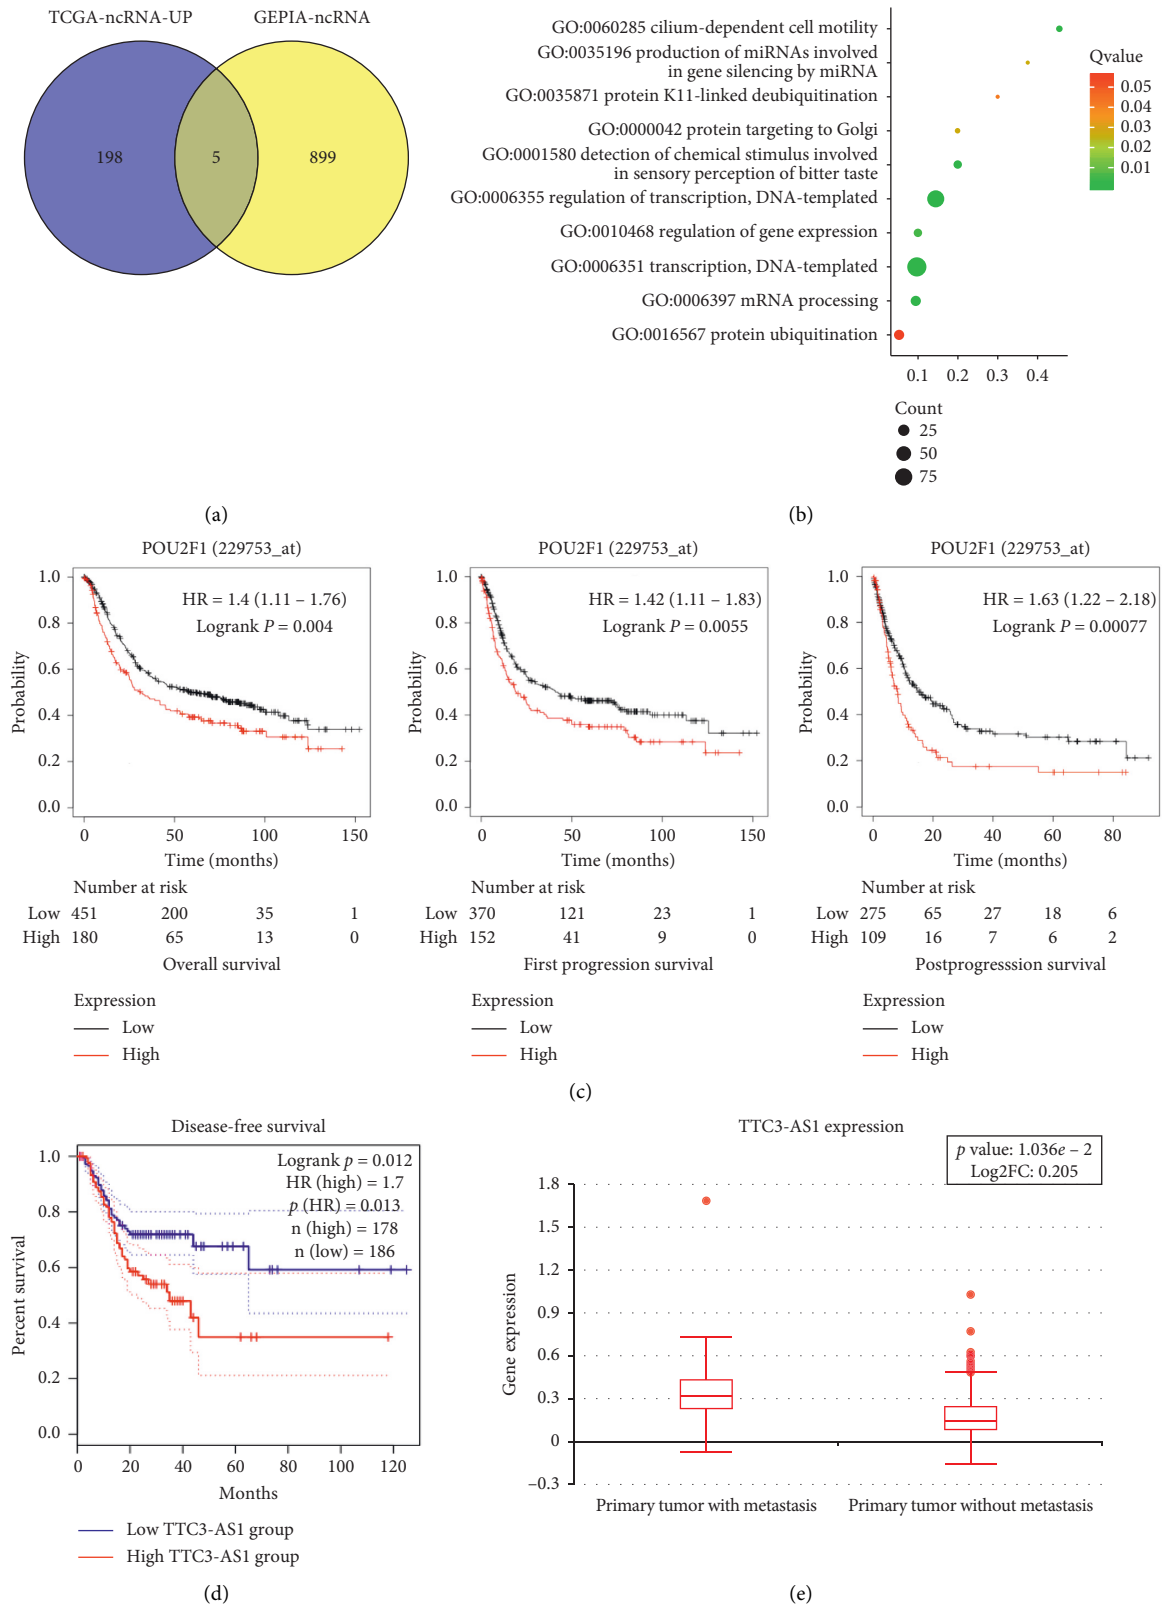 TCGA-ncRNA-UP GEPIA-ncRNA
198 5 899
(a)
GO:0060285 cilium-dependent cell motility
GO:0035196 production of miRNAs involved
in gene silencing by miRNA
GO:0035871 protein K11-linked deubiquitination
GO:0000042 protein targeting to Golgi
GO:0001580 detection of chemical stimulus involved
in sensory perception of bitter taste
GO:0006355 regulation of transcription, DNA-templated
GO:0010468 regulation of gene expression
GO:0006351 transcription, DNA-templated
GO:0006397 mRNA processing
GO:0016567 protein ubiquitination
0.1 0.2 0.3 0.4
Qvalue
0.05
0.04
0.03
0.02
0.01
Count
25
50
75
(b)
POU2F1 (229753_at)
HR = 1.4 (1.11 – 1.76)
Logrank P = 0.004
Probability
1.0
0.8
0.6
0.4
0.2
0.0
0 50 100 150
Time (months)
Number at risk
Low 451 200 35 1
High 180 65 13 0
Overall survival
Expression
Low
High
POU2F1 (229753_at)
HR = 1.42 (1.11 – 1.83)
Logrank P = 0.0055
Probability
1.0
0.8
0.6
0.4
0.2
0.0
0 50 100 150
Time (months)
Number at risk
Low 370 121 23 1
High 152 41 9 0
First progression survival
Expression
Low
High
POU2F1 (229753_at)
HR = 1.63 (1.22 – 2.18)
Logrank P = 0.00077
Probability
1.0
0.8
0.6
0.4
0.2
0.0
0 20 40 60 80
Time (months)
Number at risk
Low 275 65 27 18 6
High 109 16 7 6 2
Postprogresssion survival
Expression
Low
High
(c)
Disease-free survival
Logrank p = 0.012
HR (high) = 1.7
p (HR) = 0.013
n (high) = 178
n (low) = 186
Percent survival
1.0
0.8
0.6
0.4
0.2
0.0
0 20 40 60 80 100 120
Months
Low TTC3-AS1 group
High TTC3-AS1 group
(d)
TTC3-AS1 expression
p value: 1.036e – 2
Log2FC: 0.205
Gene expression
1.8
1.5
1.2
0.9
0.6
0.3
0
–0.3
Primary tumor with metastasis Primary tumor without metastasis
(e)